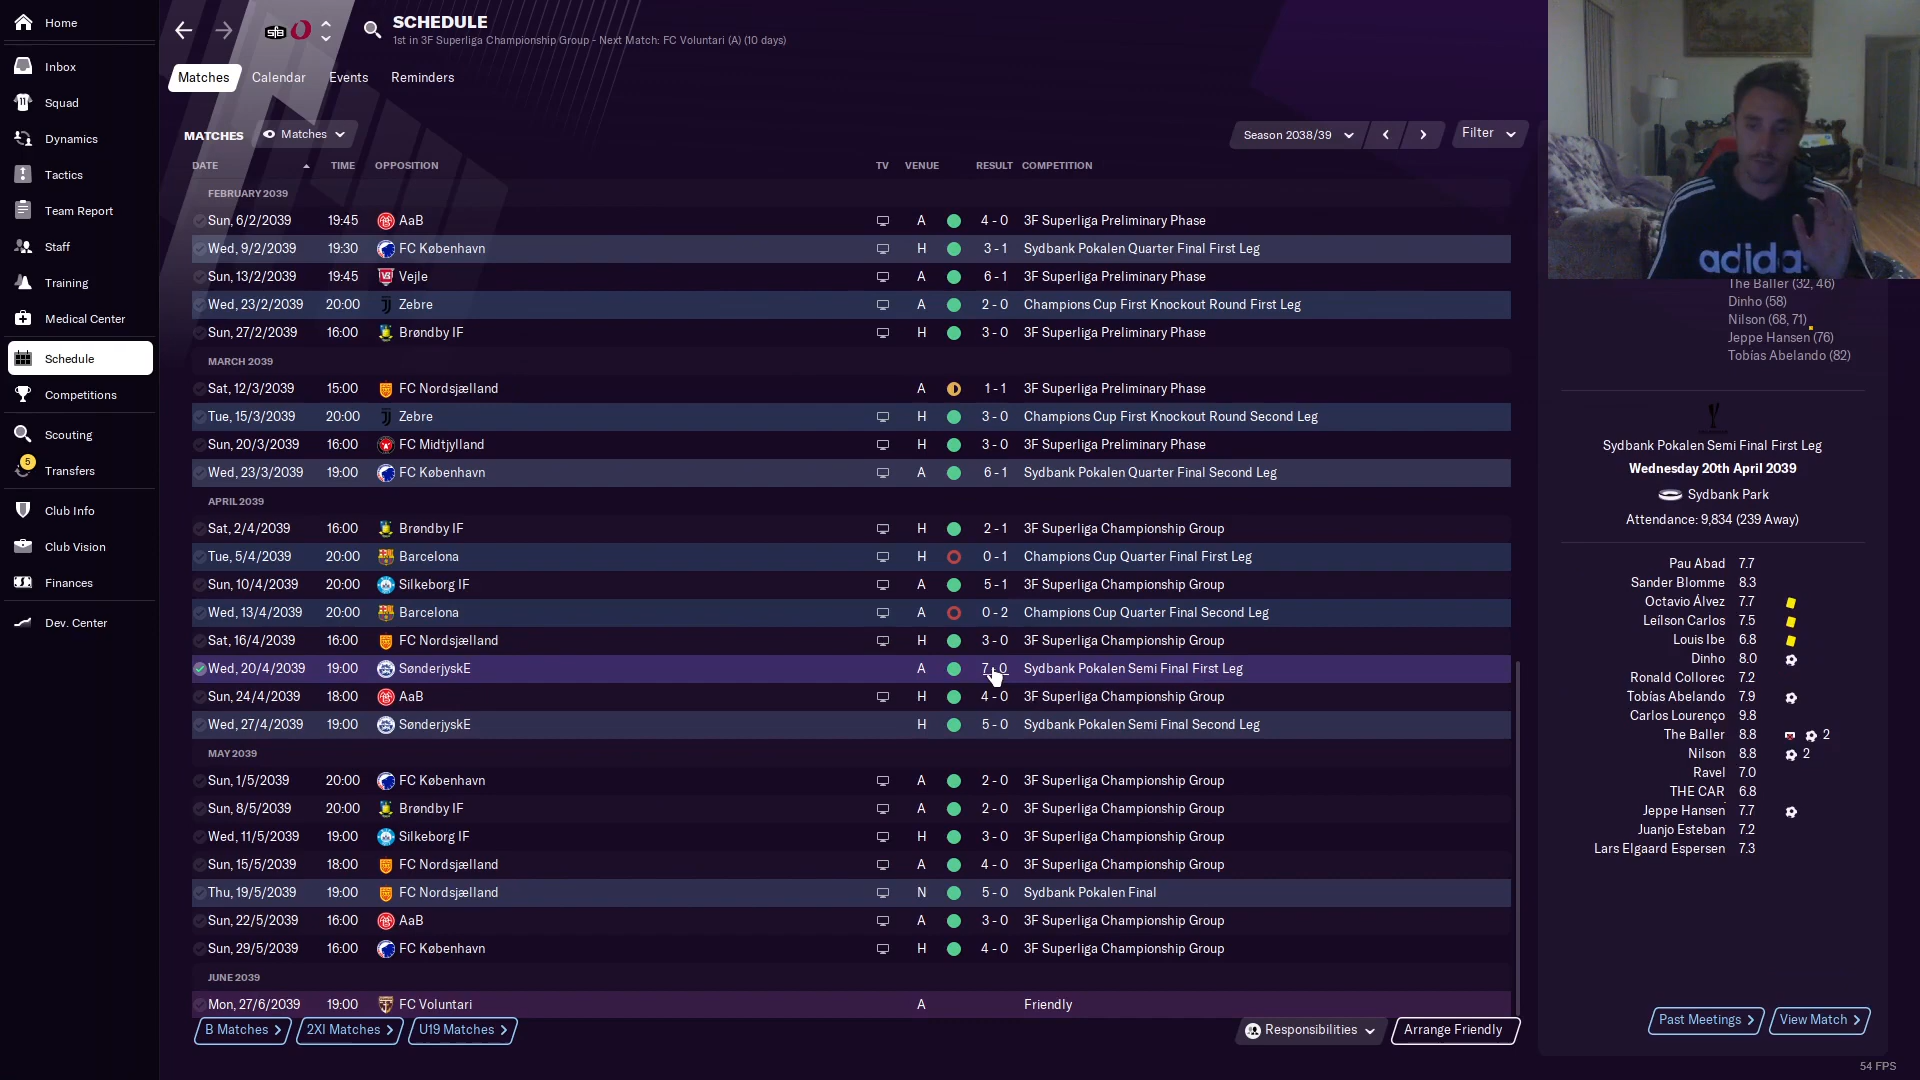 Home
Inbox
Squad
Dynamics
Tactics
Team Report
Staff
Training
Medical Center
Schedule
Competitions
Scouting
5
Transfers
Club Info
Club Vision
Finances
Dev. Center
SCHEDULE
1st in 3F Superliga Championship Group - Next Match: FC Voluntari (A) (10 days)
Matches Calendar Events Reminders
MATCHES Matches Season 2038/39 Filter
DATE TIME OPPOSITION TV VENUE RESULT COMPETITION
FEBRUARY 2039
Sun, 6/2/2039 19:45 AaB A 4 - 0 3F Superliga Preliminary Phase
Wed, 9/2/2039 19:30 FC København H 3 - 1 Sydbank Pokalen Quarter Final First Leg
Sun, 13/2/2039 19:45 Vejle A 6 - 1 3F Superliga Preliminary Phase
Wed, 23/2/2039 20:00 Zebre A 2 - 0 Champions Cup First Knockout Round First Leg
Sun, 27/2/2039 16:00 Brøndby IF H 3 - 0 3F Superliga Preliminary Phase
MARCH 2039
Sat, 12/3/2039 15:00 FC Nordsjælland A 1 - 1 3F Superliga Preliminary Phase
Tue, 15/3/2039 20:00 Zebre H 3 - 0 Champions Cup First Knockout Round Second Leg
Sun, 20/3/2039 16:00 FC Midtjylland H 3 - 0 3F Superliga Preliminary Phase
Wed, 23/3/2039 19:00 FC København A 6 - 1 Sydbank Pokalen Quarter Final Second Leg
APRIL 2039
Sat, 2/4/2039 16:00 Brøndby IF H 2 - 1 3F Superliga Championship Group
Tue, 5/4/2039 20:00 Barcelona H 0 - 1 Champions Cup Quarter Final First Leg
Sun, 10/4/2039 20:00 Silkeborg IF A 5 - 1 3F Superliga Championship Group
Wed, 13/4/2039 20:00 Barcelona A 0 - 2 Champions Cup Quarter Final Second Leg
Sat, 16/4/2039 16:00 FC Nordsjælland H 3 - 0 3F Superliga Championship Group
Wed, 20/4/2039 19:00 SønderjyskE A 7 - 0 Sydbank Pokalen Semi Final First Leg
Sun, 24/4/2039 18:00 AaB H 4 - 0 3F Superliga Championship Group
Wed, 27/4/2039 19:00 SønderjyskE H 5 - 0 Sydbank Pokalen Semi Final Second Leg
MAY 2039
Sun, 1/5/2039 20:00 FC København A 2 - 0 3F Superliga Championship Group
Sun, 8/5/2039 20:00 Brøndby IF A 2 - 0 3F Superliga Championship Group
Wed, 11/5/2039 19:00 Silkeborg IF H 3 - 0 3F Superliga Championship Group
Sun, 15/5/2039 18:00 FC Nordsjælland A 4 - 0 3F Superliga Championship Group
Thu, 19/5/2039 19:00 FC Nordsjælland N 5 - 0 Sydbank Pokalen Final
Sun, 22/5/2039 16:00 AaB A 3 - 0 3F Superliga Championship Group
Sun, 29/5/2039 16:00 FC København H 4 - 0 3F Superliga Championship Group
JUNE 2039
Mon, 27/6/2039 19:00 FC Voluntari A Friendly
B Matches 2XI Matches U19 Matches Responsibilities Arrange Friendly
adidas
The Baller (32, 46)
Dinho (58)
Nilson (68, 71)
Jeppe Hansen (76)
Tobías Abelando (82)
Sydbank Pokalen Semi Final First Leg
Wednesday 20th April 2039
Sydbank Park
Attendance: 9,834 (239 Away)
Pau Abad 7.7
Sander Blomme 8.3
Octavio Álvez 7.7
Leílson Carlos 7.5
Louis Ibe 6.8
Dinho 8.0
Ronald Collorec 7.2
Tobías Abelando 7.9
Carlos Lourenço 9.8
The Baller 8.8 2
Nilson 8.8 2
Ravel 7.0
THE CAR 6.8
Jeppe Hansen 7.7
Juanjo Esteban 7.2
Lars Elgaard Espersen 7.3
Past Meetings View Match
54 FPS